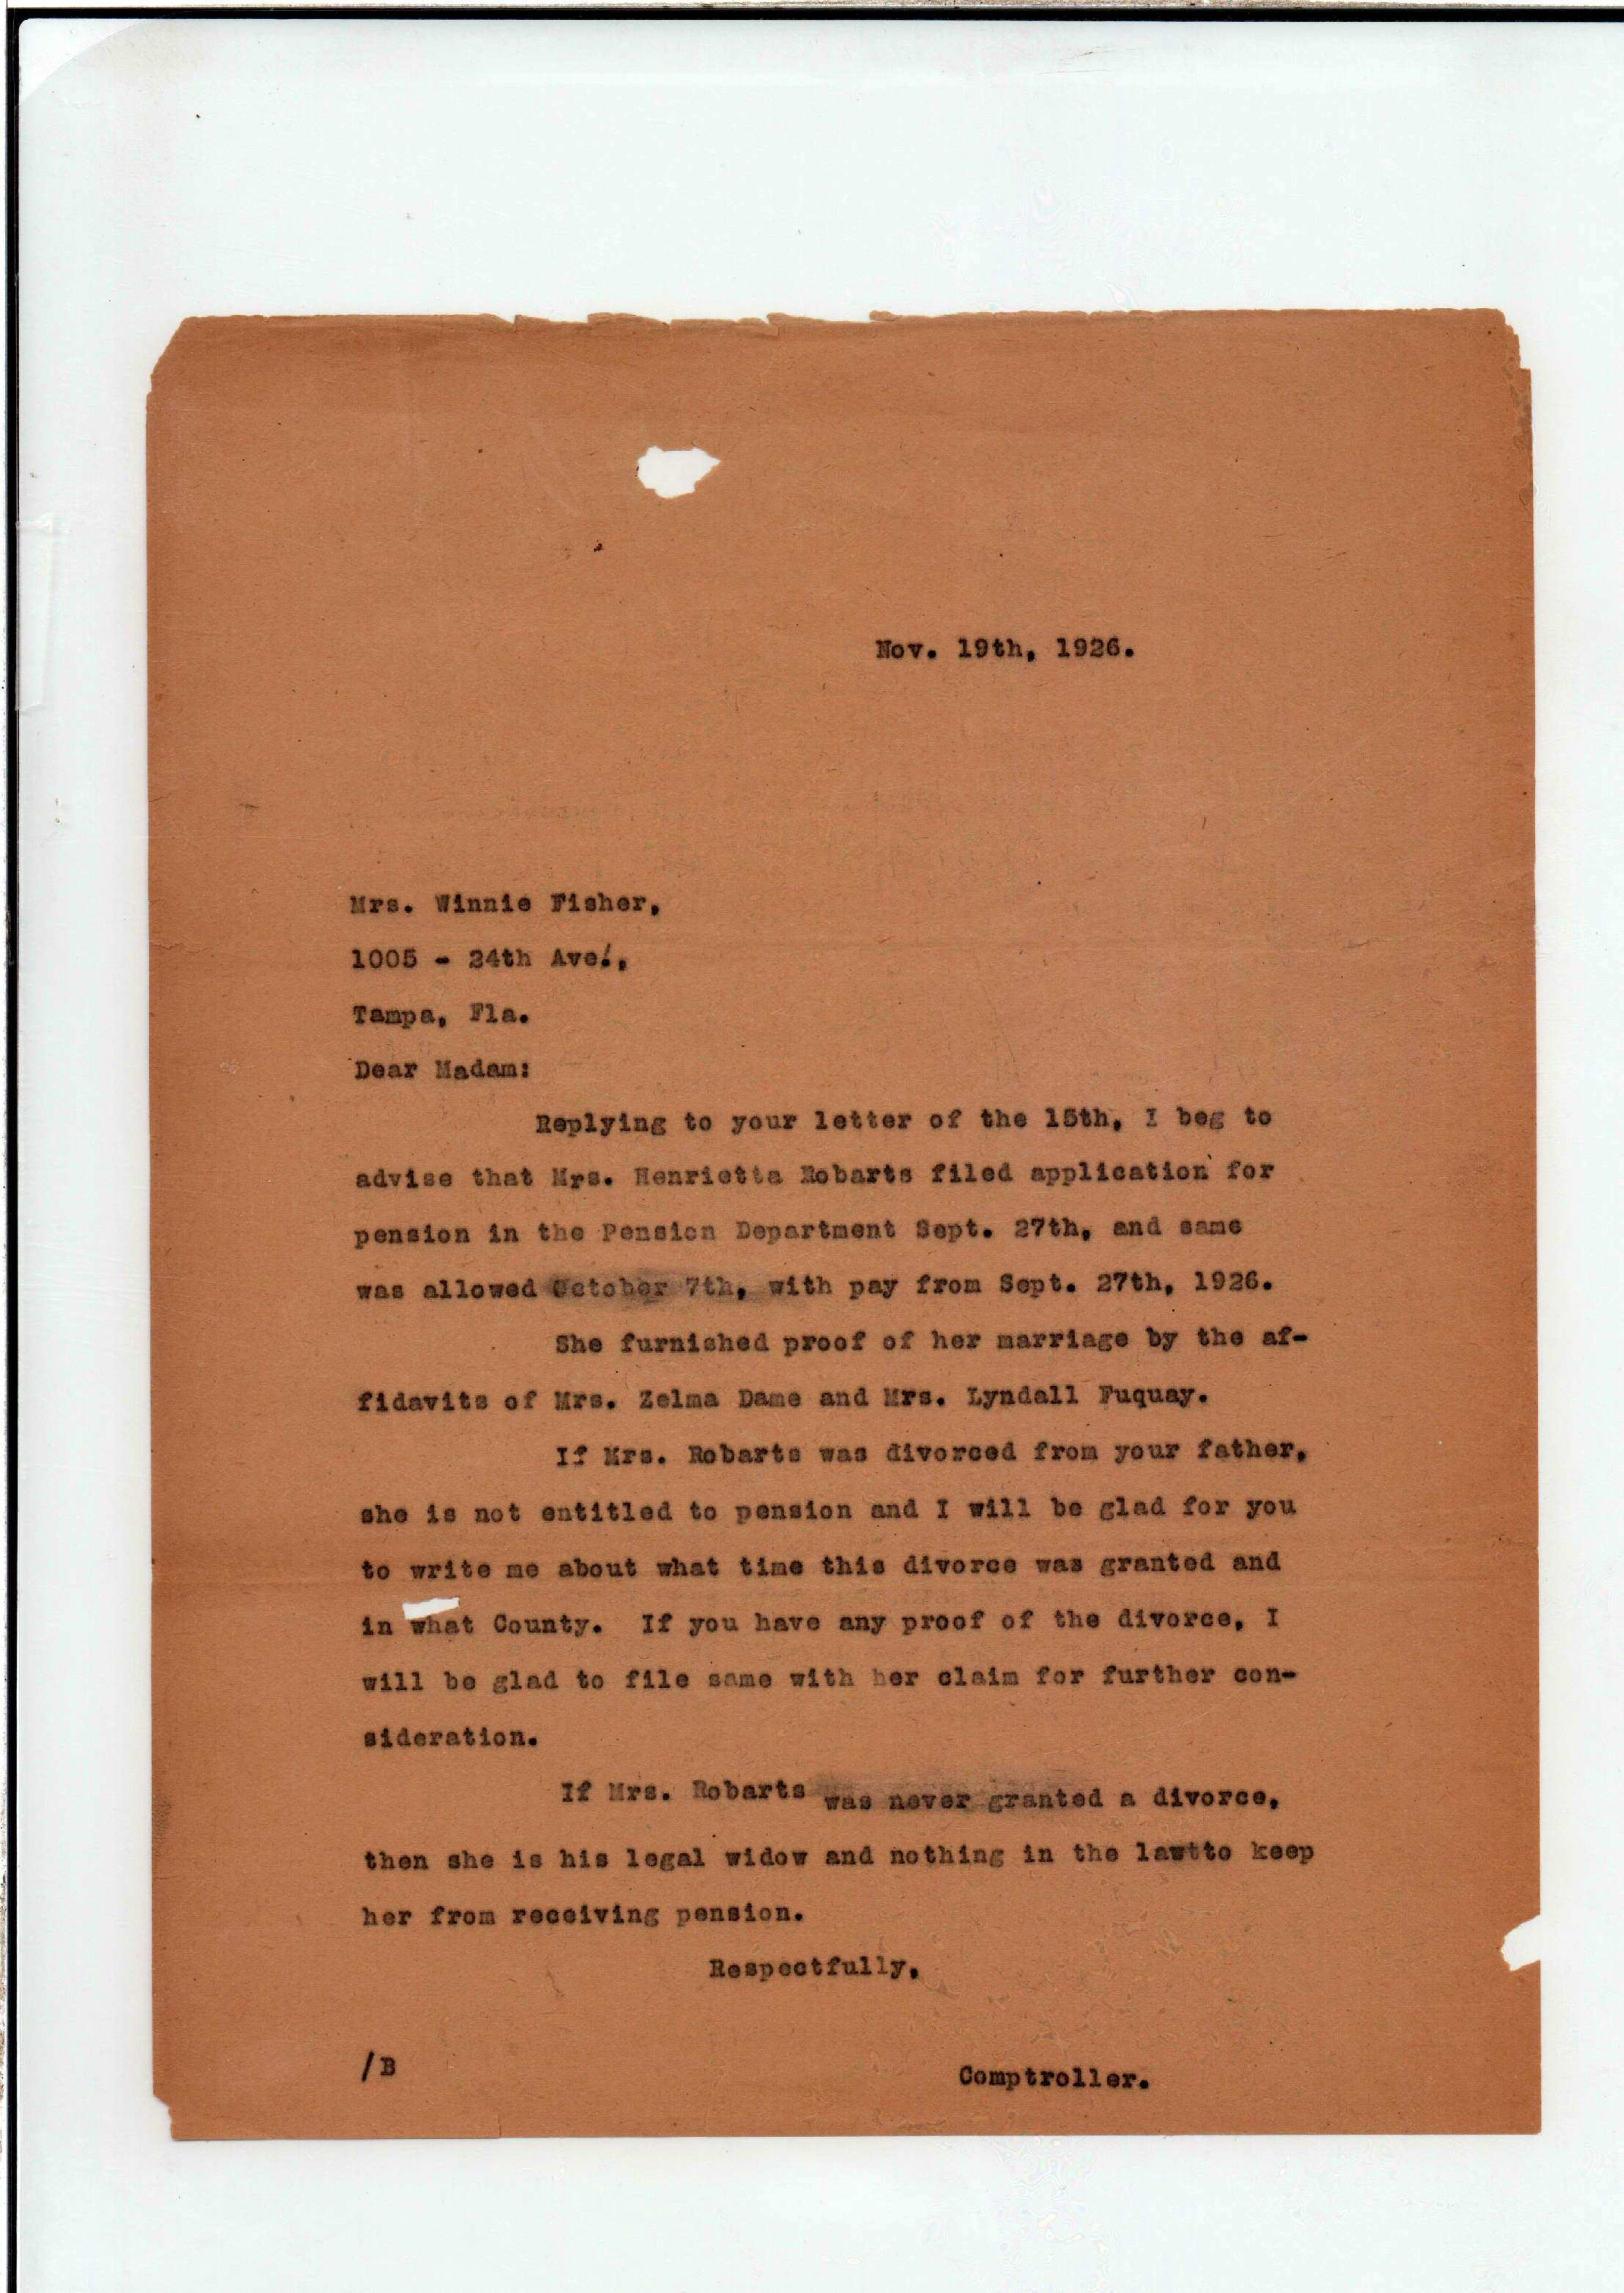 Nov. 19th, 1926.
Mrs. Winnie Fisher,
1005 - 24th Ave.,
Tampa, Fla.
Dear Madam:
Replying to your letter of the 15th, I beg to
advise that Mrs. Henrietta Robarts filed application for
pension in the Pension Department Sept. 27th, and same
was allowed October 7th, with pay from Sept. 27th, 1926.
She furnished proof of her marriage by the af-
fidavits of Mrs. Zelma Dame and Mrs. Lyndall Fuquay.
If Mrs. Robarts was divorced from your father,
she is not entitled to pension and I will be glad for you
to write me about what time this divorce was granted and
in what County.  If you have any proof of the divorce, I
will be glad to file same with her claim for further con-
sideration.
If Mrs. Robarts was never granted a divorce,
then she is his legal widow and nothing in the lawtto keep
her from receiving pension.
Respectfully,
/B
Comptroller.